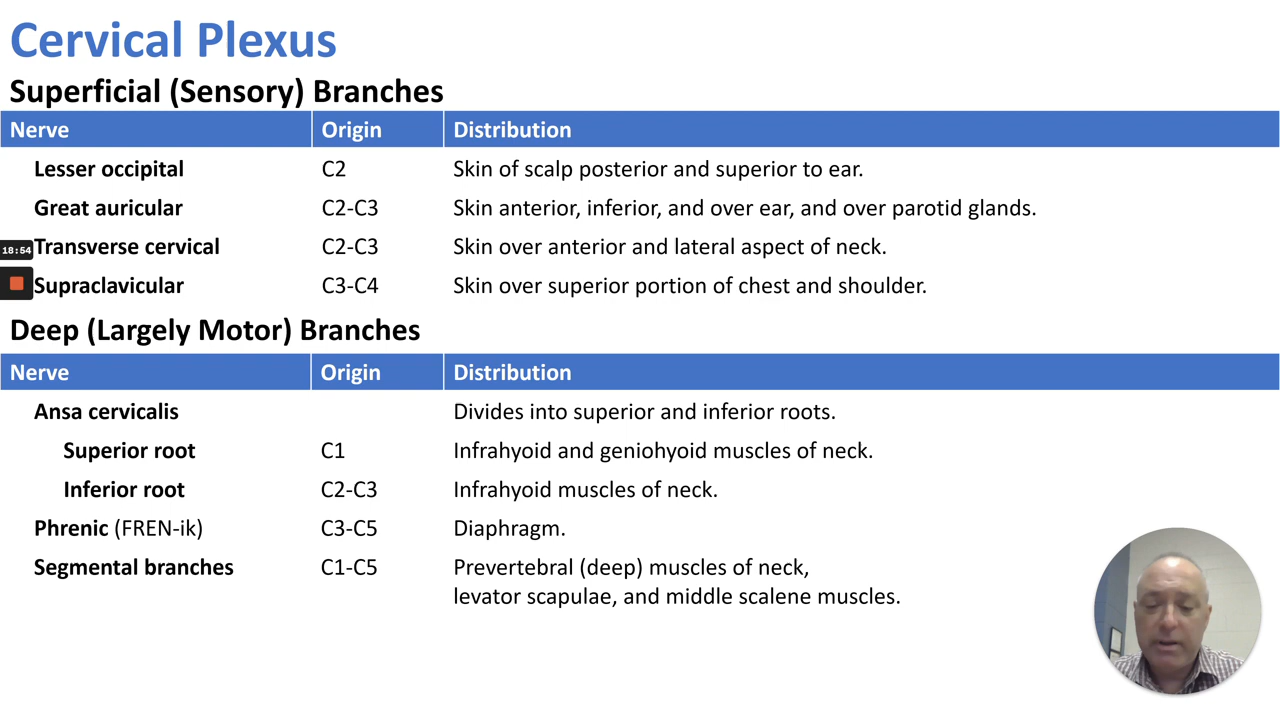 Cervical Plexus
Superficial (Sensory) Branches
Nerve Origin Distribution
Lesser occipital C2 Skin of scalp posterior and superior to ear.
Great auricular C2-C3 Skin anterior, inferior, and over ear, and over parotid glands.
18:54 Transverse cervical C2-C3 Skin over anterior and lateral aspect of neck.
Supraclavicular C3-C4 Skin over superior portion of chest and shoulder.
Deep (Largely Motor) Branches
Nerve Origin Distribution
Ansa cervicalis Divides into superior and inferior roots.
Superior root C1 Infrahyoid and geniohyoid muscles of neck.
Inferior root C2-C3 Infrahyoid muscles of neck.
Phrenic (FREN-ik) C3-C5 Diaphragm.
Segmental branches C1-C5 Prevertebral (deep) muscles of neck,
levator scapulae, and middle scalene muscles.